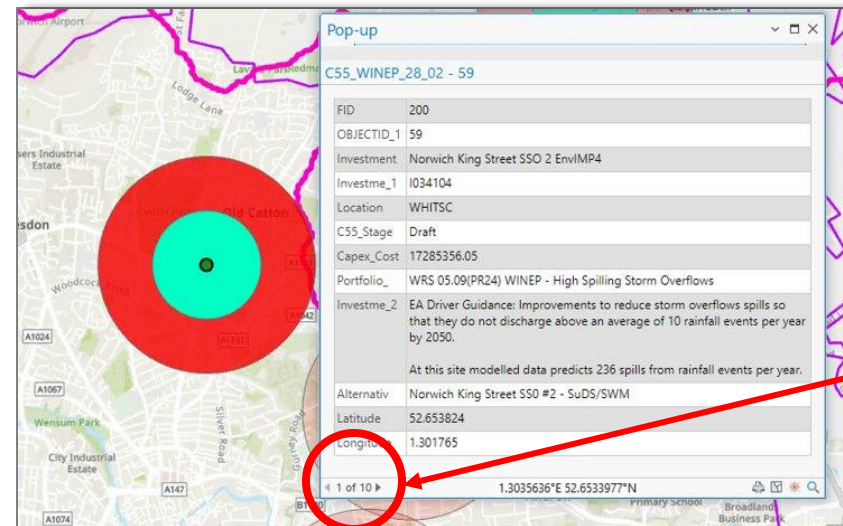 Norwich Airport
Lodge Lane
Industrial
Estate
Old Catton
A1024
A1067
Wensum Park
City Industrial
Estate
A147
A1074
A1151
Silver Road
Gurney Road
Pop-up
C55_WINEP_28_02 - 59
FID 200
OBJECTID_1 59
Investment Norwich King Street SSO 2 EnvIMP4
Investme_1 I034104
Location WHITSC
C55_Stage Draft
Capex_Cost 17285356.05
Portfolio_ WRS 05.09(PR24) WINEP - High Spilling Storm Overflows
Investme_2 EA Driver Guidance: Improvements to reduce storm overflows spills so
that they do not discharge above an average of 10 rainfall events per year
by 2050.
At this site modelled data predicts 236 spills from rainfall events per year.
Alternativ Norwich King Street SS0 #2 - SuDS/SWM
Latitude 52.653824
Longitude 1.301765
1 of 10
1.3035636°E 52.6533977°N
Primary School
Broadland
Business Park